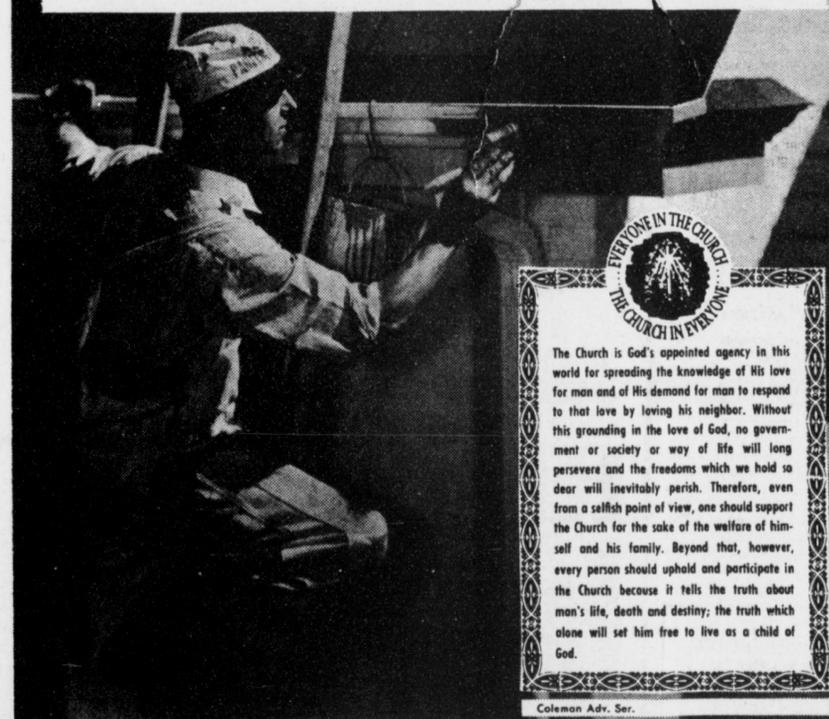 EVERYONE IN THE CHURCH
THE CHURCH IN EVERYONE
The Church is God's appointed agency in this
world for spreading the knowledge of His love
for man and of His demand for man to respond
to that love by loving his neighbor. Without
this grounding in the love of God, no govern-
ment or society or way of life will long
persevere and the freedoms which we hold so
dear will inevitably perish. Therefore, even
from a selfish point of view, one should support
the Church for the sake of the welfare of him-
self and his family. Beyond that, however,
every person should uphold and participate in
the Church because it tells the truth about
man's life, death and destiny; the truth which
alone will set him free to live as a child of
God.
Coleman Adv. Ser.